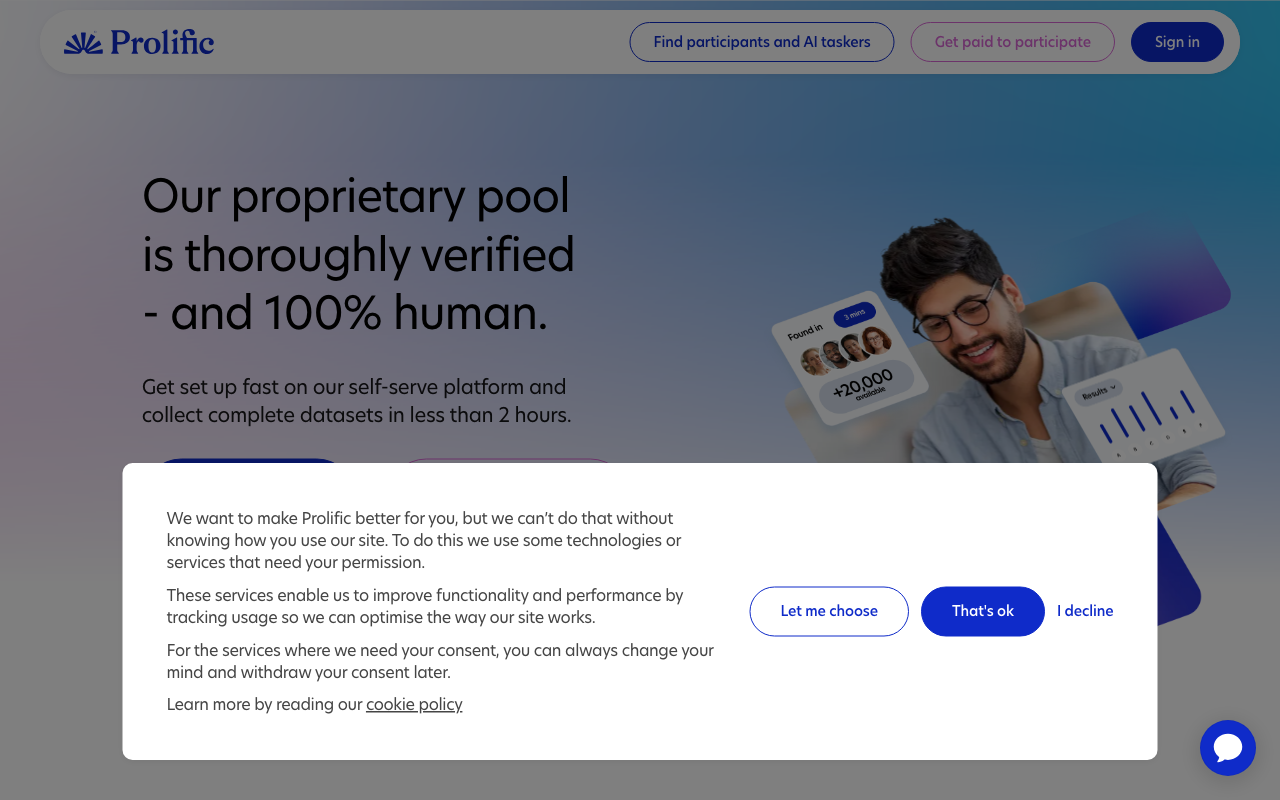 Prolific
Find participants and AI taskers
Get paid to participate
Sign in
Our proprietary pool
is thoroughly verified
- and 100% human.
Get set up fast on our self-serve platform and
collect complete datasets in less than 2 hours.
Found in
3 mins
+20,000
available
Results
We want to make Prolific better for you, but we can’t do that without
knowing how you use our site. To do this we use some technologies or
services that need your permission.
These services enable us to improve functionality and performance by
tracking usage so we can optimise the way our site works.
For the services where we need your consent, you can always change your
mind and withdraw your consent later.
Learn more by reading our cookie policy
Let me choose
That's ok
I decline